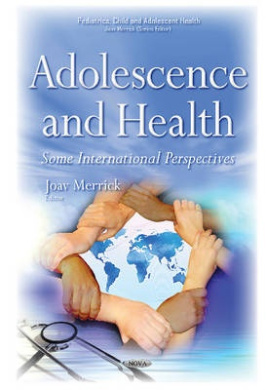 Pediatrics, Child and Adolescent Health
Joav Merrick (Series Editor)
Adolescence
and Health
Some International Perspectives
Joav Merrick
Editor
NOVA